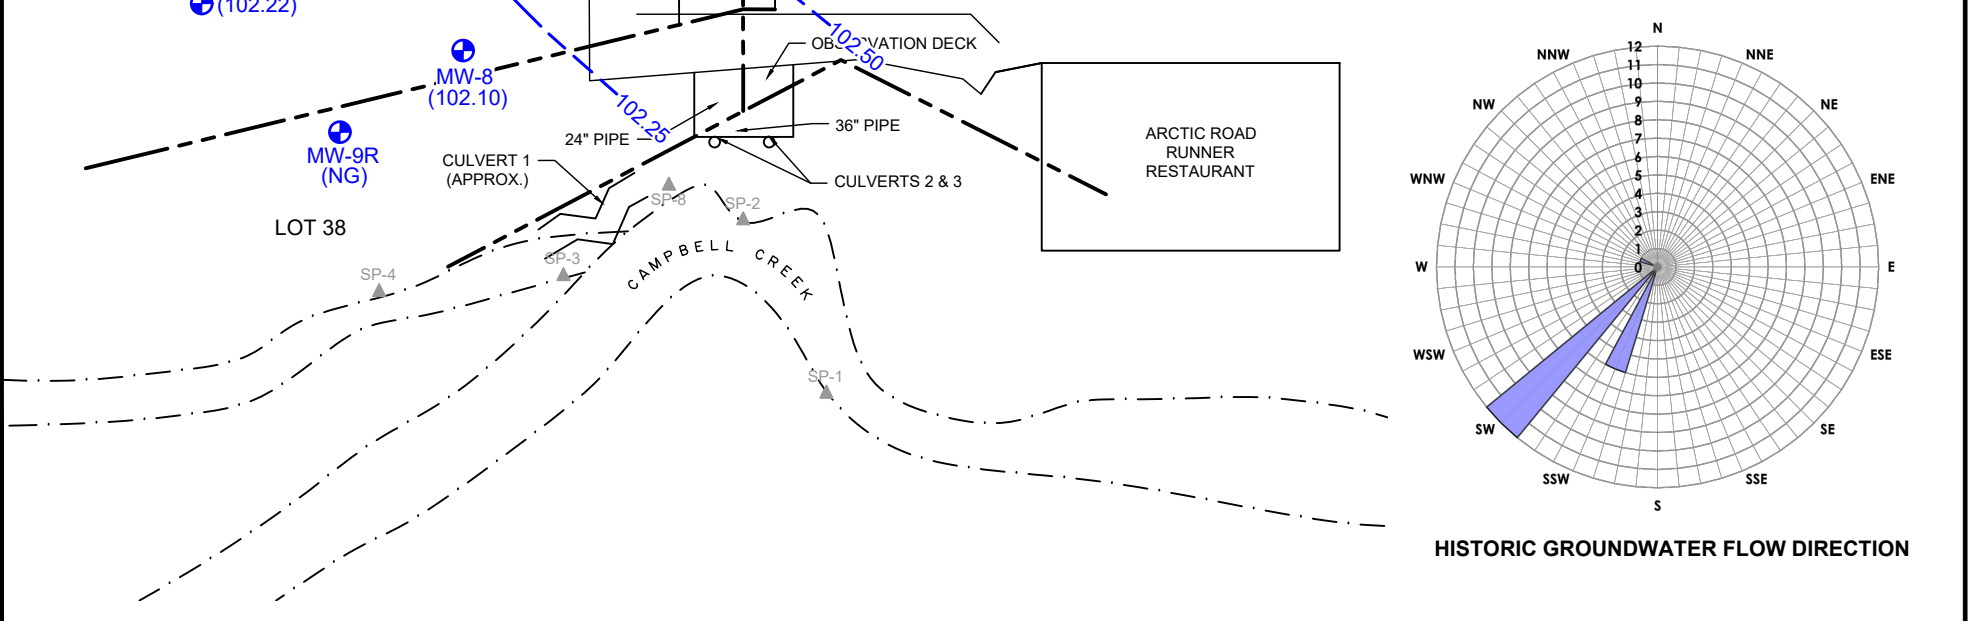 (102.22)
MW-8
(102.10)
MW-9R
(NG)
LOT 38
102.50
102.25
OBSERVATION DECK
24" PIPE
36" PIPE
CULVERT 1
(APPROX.)
CULVERTS 2 & 3
ARCTIC ROAD
RUNNER
RESTAURANT
SP-8
SP-2
SP-3
SP-4
SP-1
CAMPBELL CREEK
N
NNE
NE
ENE
E
ESE
SE
SSE
S
SSW
SW
WSW
W
WNW
NW
NNW
12
11
10
9
8
7
6
5
4
3
2
1
0
HISTORIC GROUNDWATER FLOW DIRECTION